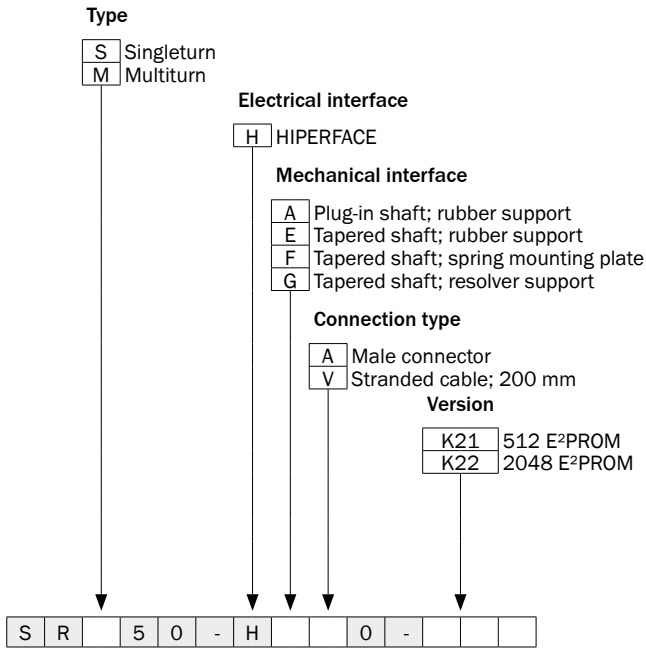 Type
S Singleturn
M Multiturn
Electrical interface
H HIPERFACE
Mechanical interface
A Plug-in shaft; rubber support
E Tapered shaft; rubber support
F Tapered shaft; spring mounting plate
G Tapered shaft; resolver support
Connection type
A Male connector
V Stranded cable; 200 mm
Version
K21 512 E²PROM
K22 2048 E²PROM
S R 5 0 - H 0 -